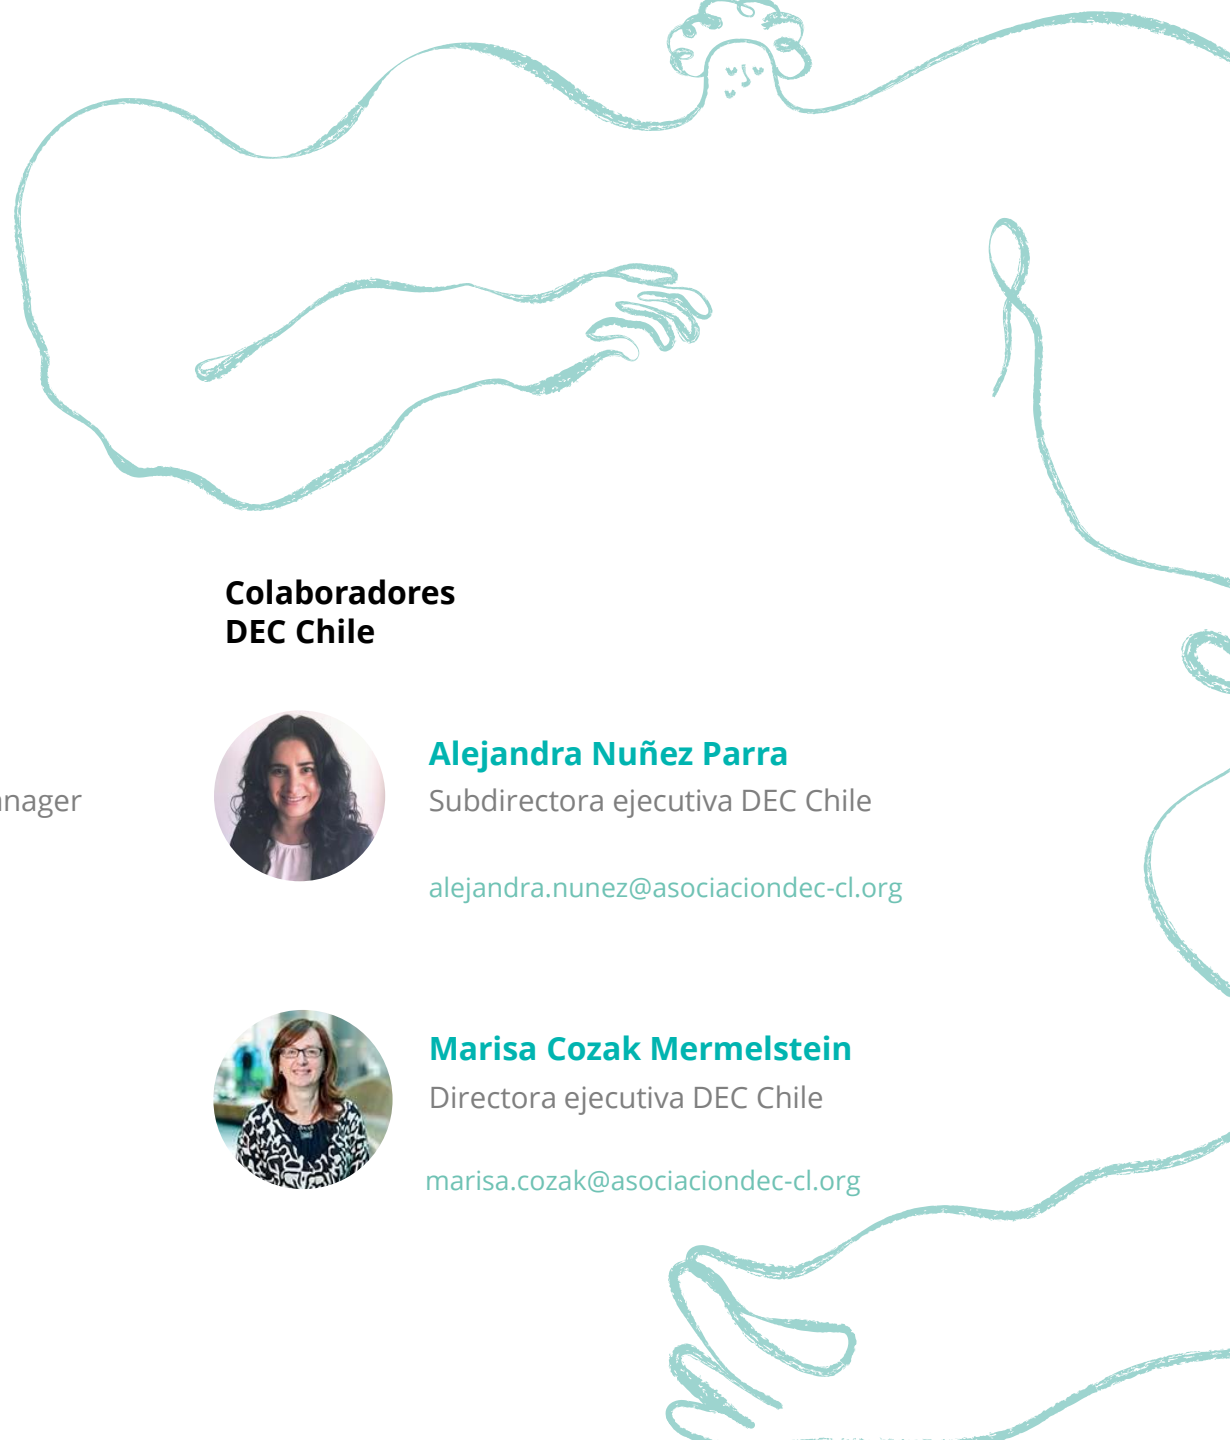 Colaboradores
DEC Chile
Alejandra Nuñez Parra
Subdirectora ejecutiva DEC Chile
alejandra.nunez@asociaciondec-cl.org
Marisa Cozak Mermelstein
Directora ejecutiva DEC Chile
marisa.cozak@asociaciondec-cl.org